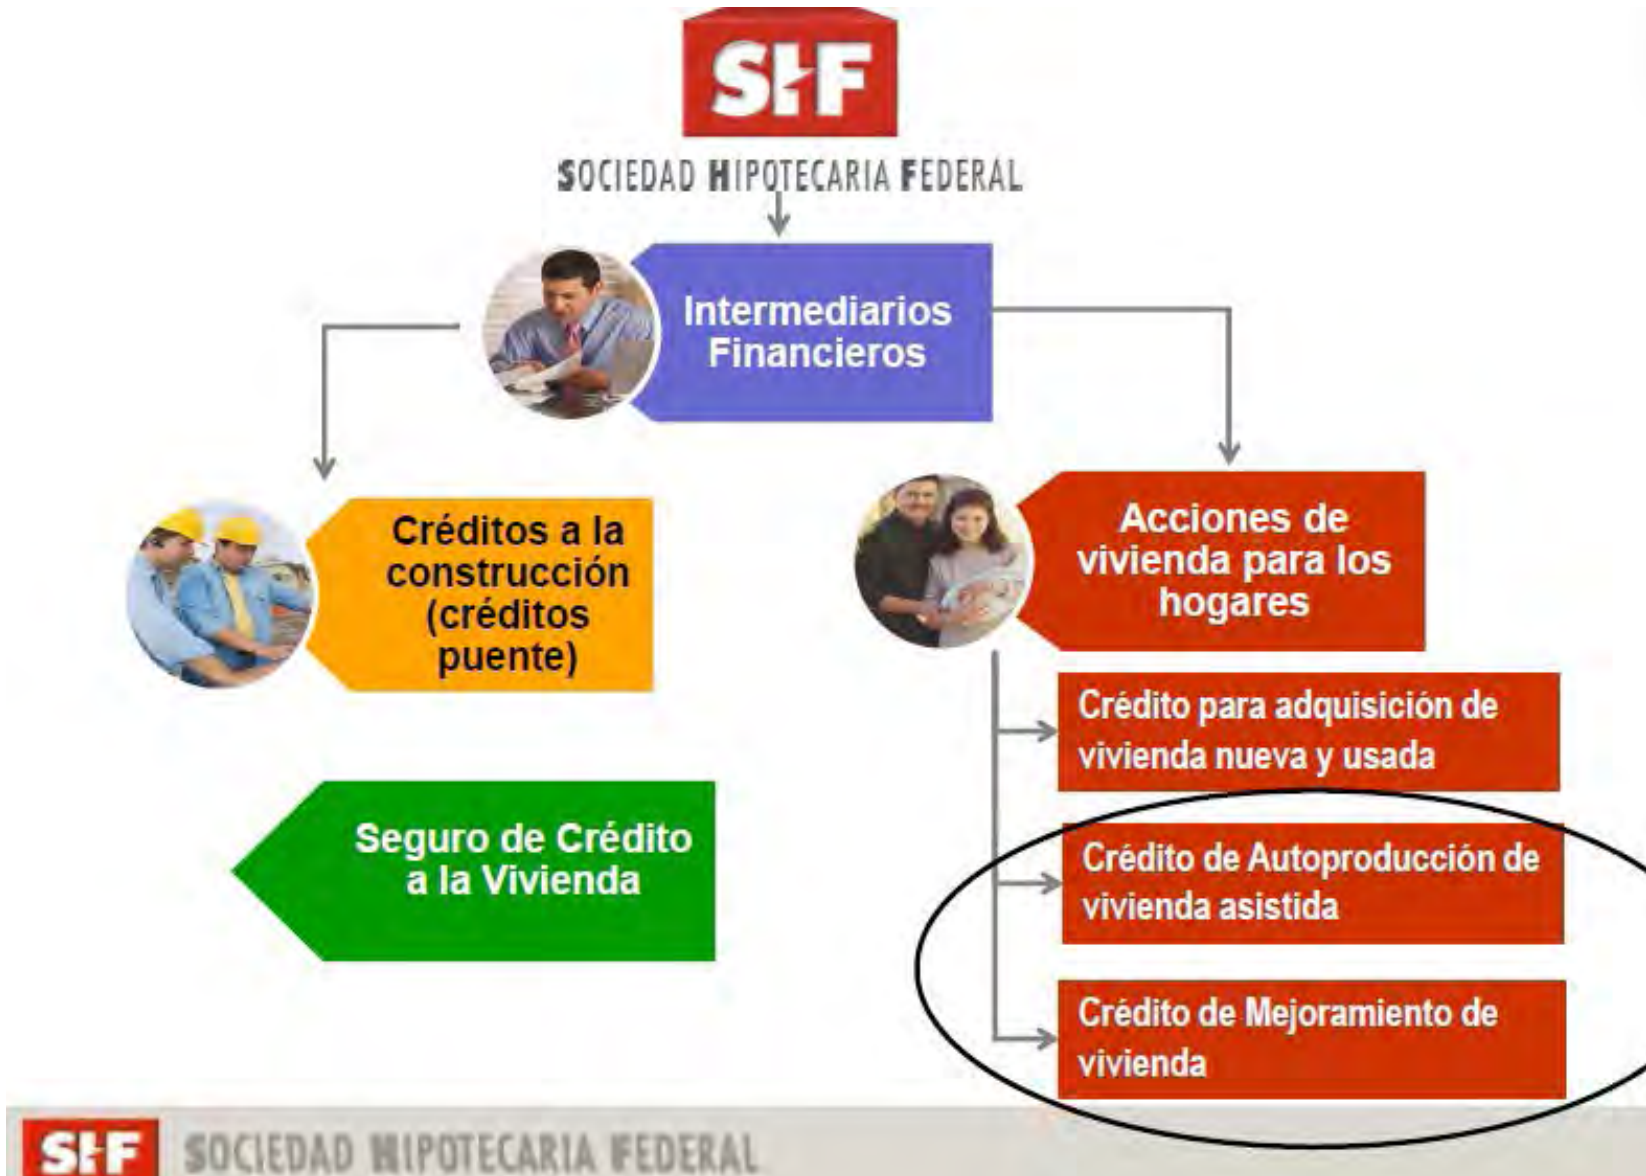 SHF
SOCIEDAD HIPOTECARIA FEDERAL
Intermediarios
Financieros
Créditos a la
construcción
(créditos
puente)
Acciones de
vivienda para los
hogares
Crédito para adquisición de
vivienda nueva y usada
Seguro de Crédito
a la Vivienda
Crédito de Autoproducción de
vivienda asistida
Crédito de Mejoramiento de
vivienda
SHF SOCIEDAD HIPOTECARIA FEDERAL